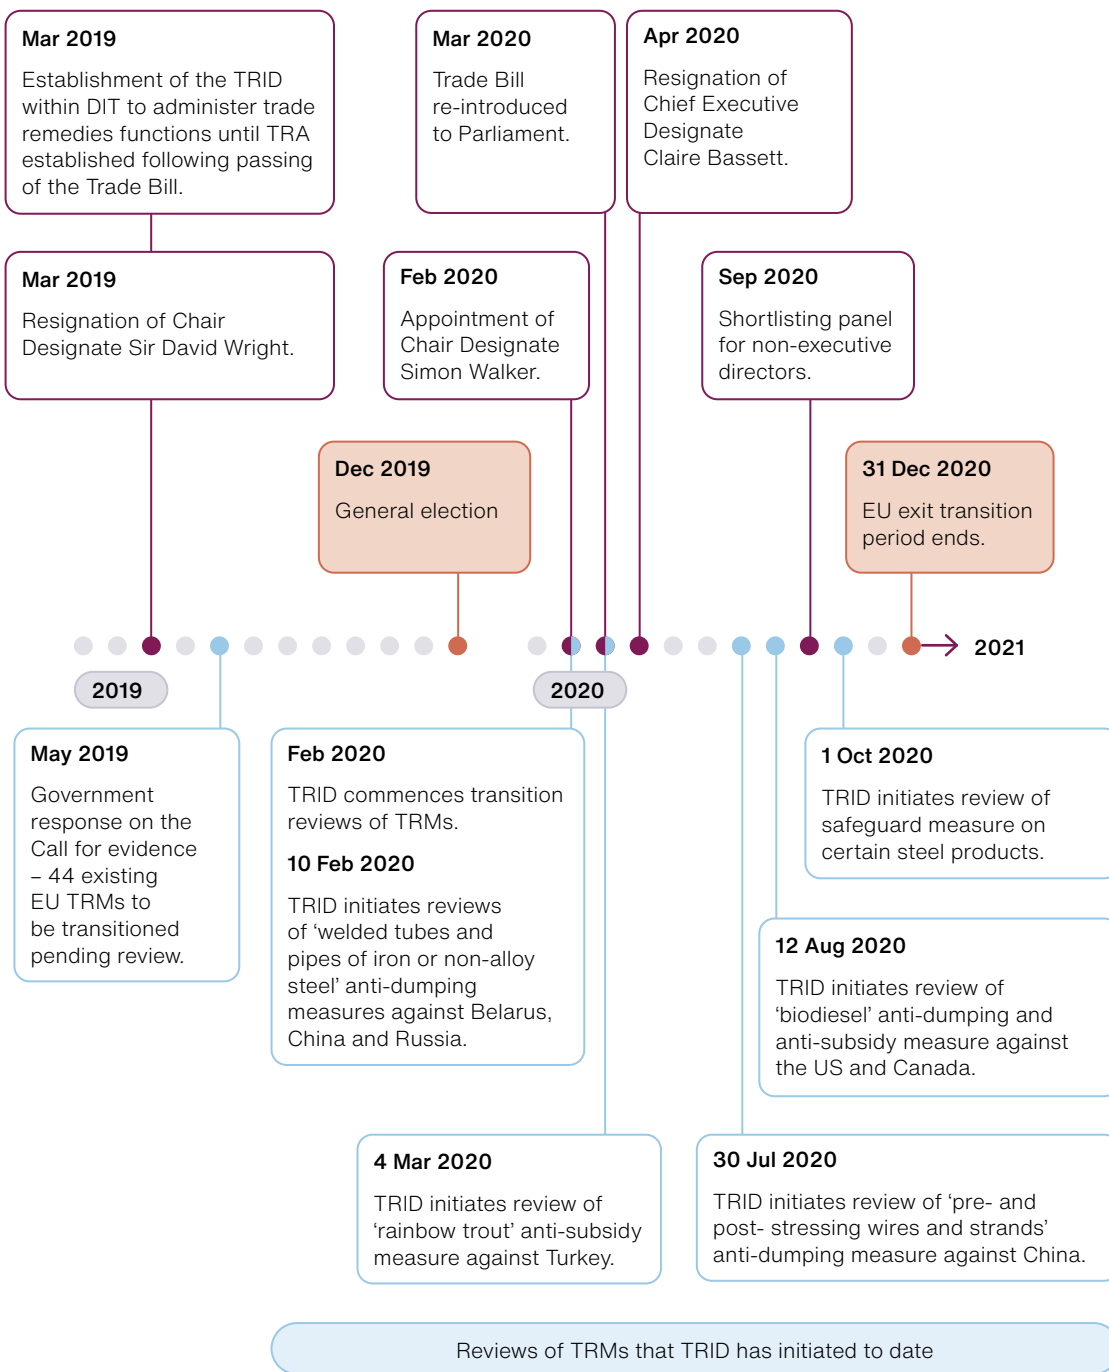 Mar 2019
Establishment of the TRID
within DIT to administer trade
remedies functions until TRA
established following passing
of the Trade Bill.
Mar 2020
Trade Bill
re-introduced
to Parliament.
Apr 2020
Resignation of
Chief Executive
Designate
Claire Bassett.
Mar 2019
Resignation of Chair
Designate Sir David Wright.
Feb 2020
Appointment of
Chair Designate
Simon Walker.
Sep 2020
Shortlisting panel
for non-executive
directors.
Dec 2019
General election
31 Dec 2020
EU exit transition
period ends.
2021
2019
2020
May 2019
Government
response on the
Call for evidence
– 44 existing
EU TRMs to
be transitioned
pending review.
Feb 2020
TRID commences transition
reviews of TRMs.
10 Feb 2020
TRID initiates reviews
of ‘welded tubes and
pipes of iron or non-alloy
steel’ anti-dumping
measures against Belarus,
China and Russia.
1 Oct 2020
TRID initiates review of
safeguard measure on
certain steel products.
12 Aug 2020
TRID initiates review of
‘biodiesel’ anti-dumping and
anti-subsidy measure against
the US and Canada.
4 Mar 2020
TRID initiates review of
‘rainbow trout’ anti-subsidy
measure against Turkey.
30 Jul 2020
TRID initiates review of ‘pre- and
post- stressing wires and strands’
anti-dumping measure against China.
Reviews of TRMs that TRID has initiated to date